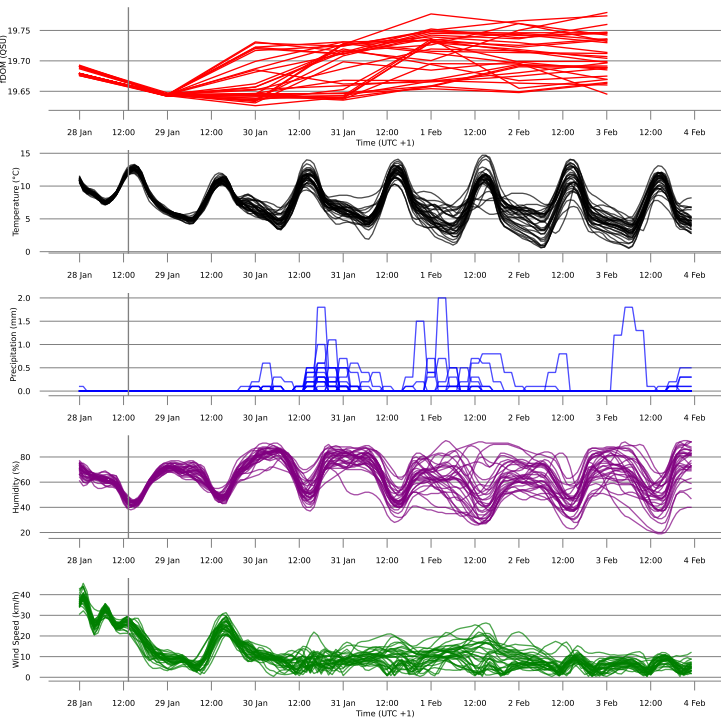 fDOM (QSU)
19.75
19.70
19.65
28 Jan 12:00 29 Jan 12:00 30 Jan 12:00 31 Jan 12:00 1 Feb 12:00 2 Feb 12:00 3 Feb 12:00 4 Feb
Time (UTC +1)
Temperature (°C)
15
10
5
0
28 Jan 12:00 29 Jan 12:00 30 Jan 12:00 31 Jan 12:00 1 Feb 12:00 2 Feb 12:00 3 Feb 12:00 4 Feb
Precipitation (mm)
2.0
1.5
1.0
0.5
0.0
28 Jan 12:00 29 Jan 12:00 30 Jan 12:00 31 Jan 12:00 1 Feb 12:00 2 Feb 12:00 3 Feb 12:00 4 Feb
Humidity (%)
80
60
40
20
28 Jan 12:00 29 Jan 12:00 30 Jan 12:00 31 Jan 12:00 1 Feb 12:00 2 Feb 12:00 3 Feb 12:00 4 Feb
Wind Speed (km/h)
40
30
20
10
0
28 Jan 12:00 29 Jan 12:00 30 Jan 12:00 31 Jan 12:00 1 Feb 12:00 2 Feb 12:00 3 Feb 12:00 4 Feb
Time (UTC +1)